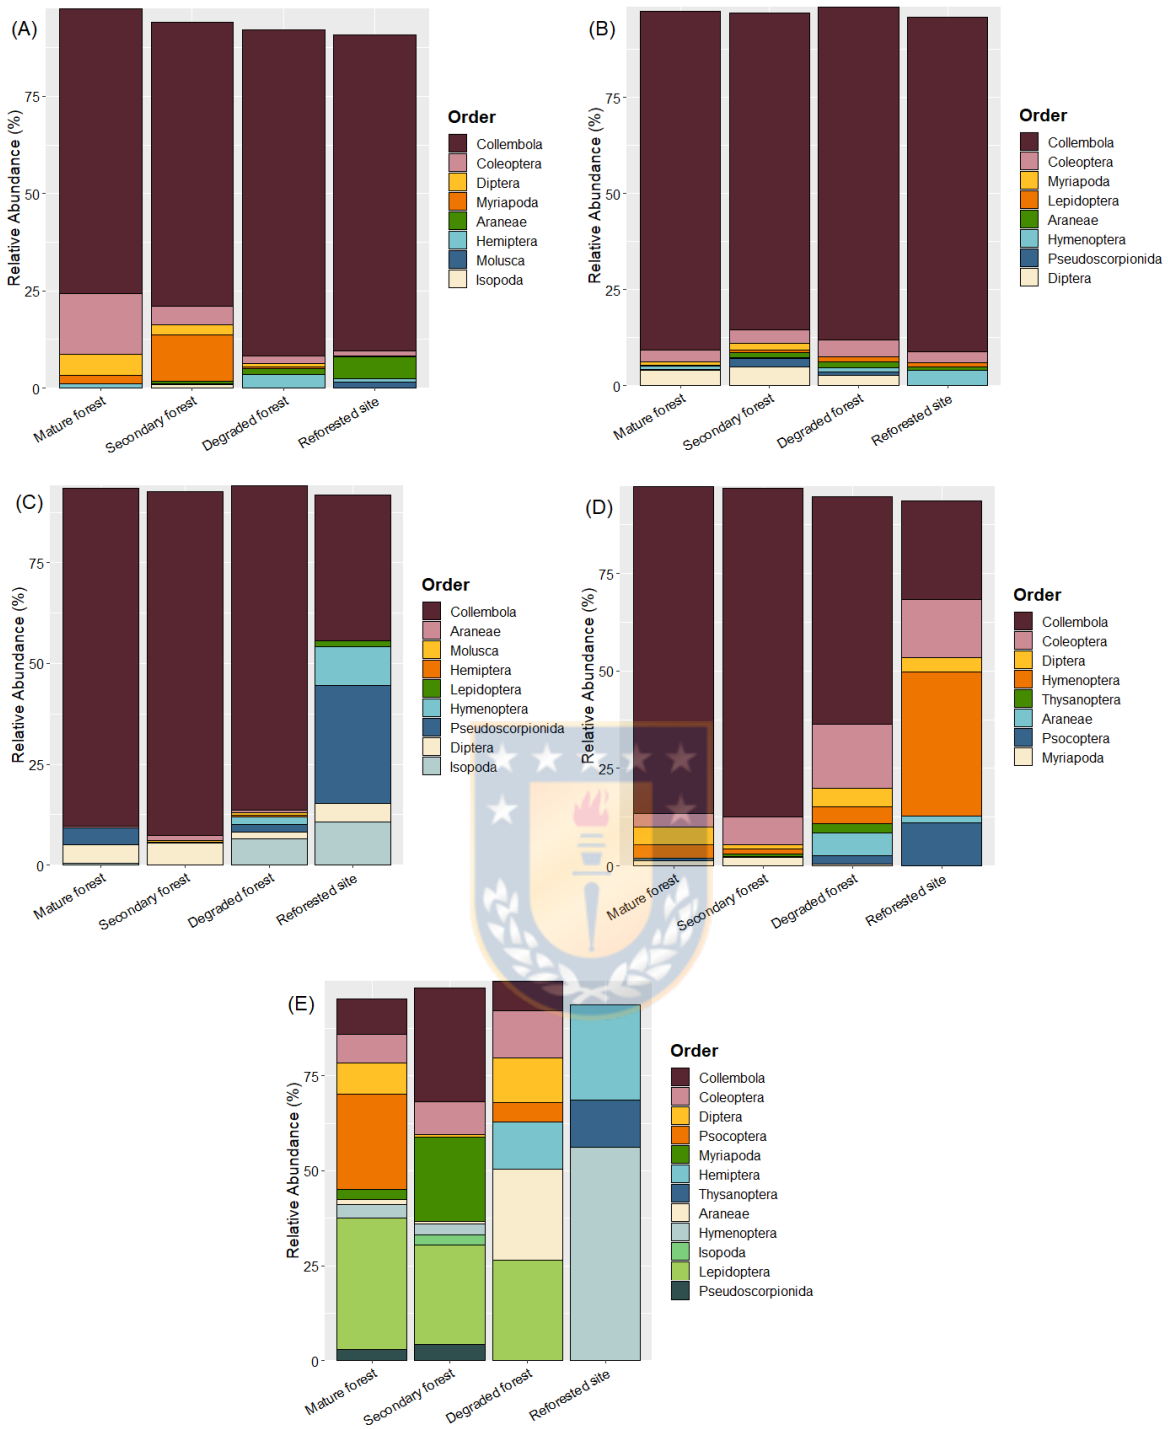 (A)
Relative Abundance (%)
75
50
25
0
Mature forest
Secondary forest
Degraded forest
Reforested site
Order
Collembola
Coleoptera
Diptera
Myriapoda
Araneae
Hemiptera
Molusca
Isopoda
(B)
Relative Abundance (%)
75
50
25
0
Mature forest
Secondary forest
Degraded forest
Reforested site
Order
Collembola
Coleoptera
Myriapoda
Lepidoptera
Araneae
Hymenoptera
Pseudoscorpionida
Diptera
(C)
Relative Abundance (%)
75
50
25
0
Mature forest
Secondary forest
Degraded forest
Reforested site
Order
Collembola
Araneae
Molusca
Hemiptera
Lepidoptera
Hymenoptera
Pseudoscorpionida
Diptera
Isopoda
(D)
Relative Abundance (%)
75
50
25
0
Mature forest
Secondary forest
Degraded forest
Reforested site
Order
Collembola
Coleoptera
Diptera
Hymenoptera
Thysanoptera
Araneae
Psocoptera
Myriapoda
(E)
Relative Abundance (%)
75
50
25
0
Mature forest
Secondary forest
Degraded forest
Reforested site
Order
Collembola
Coleoptera
Diptera
Psocoptera
Myriapoda
Hemiptera
Thysanoptera
Araneae
Hymenoptera
Isopoda
Lepidoptera
Pseudoscorpionida